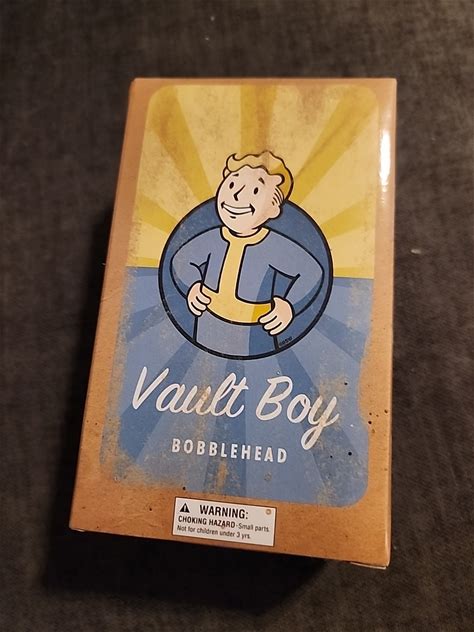 Vault Boy
BOBBLEHEAD
WARNING:
CHOKING HAZARD-Small parts.
Not for children under 3 yrs.